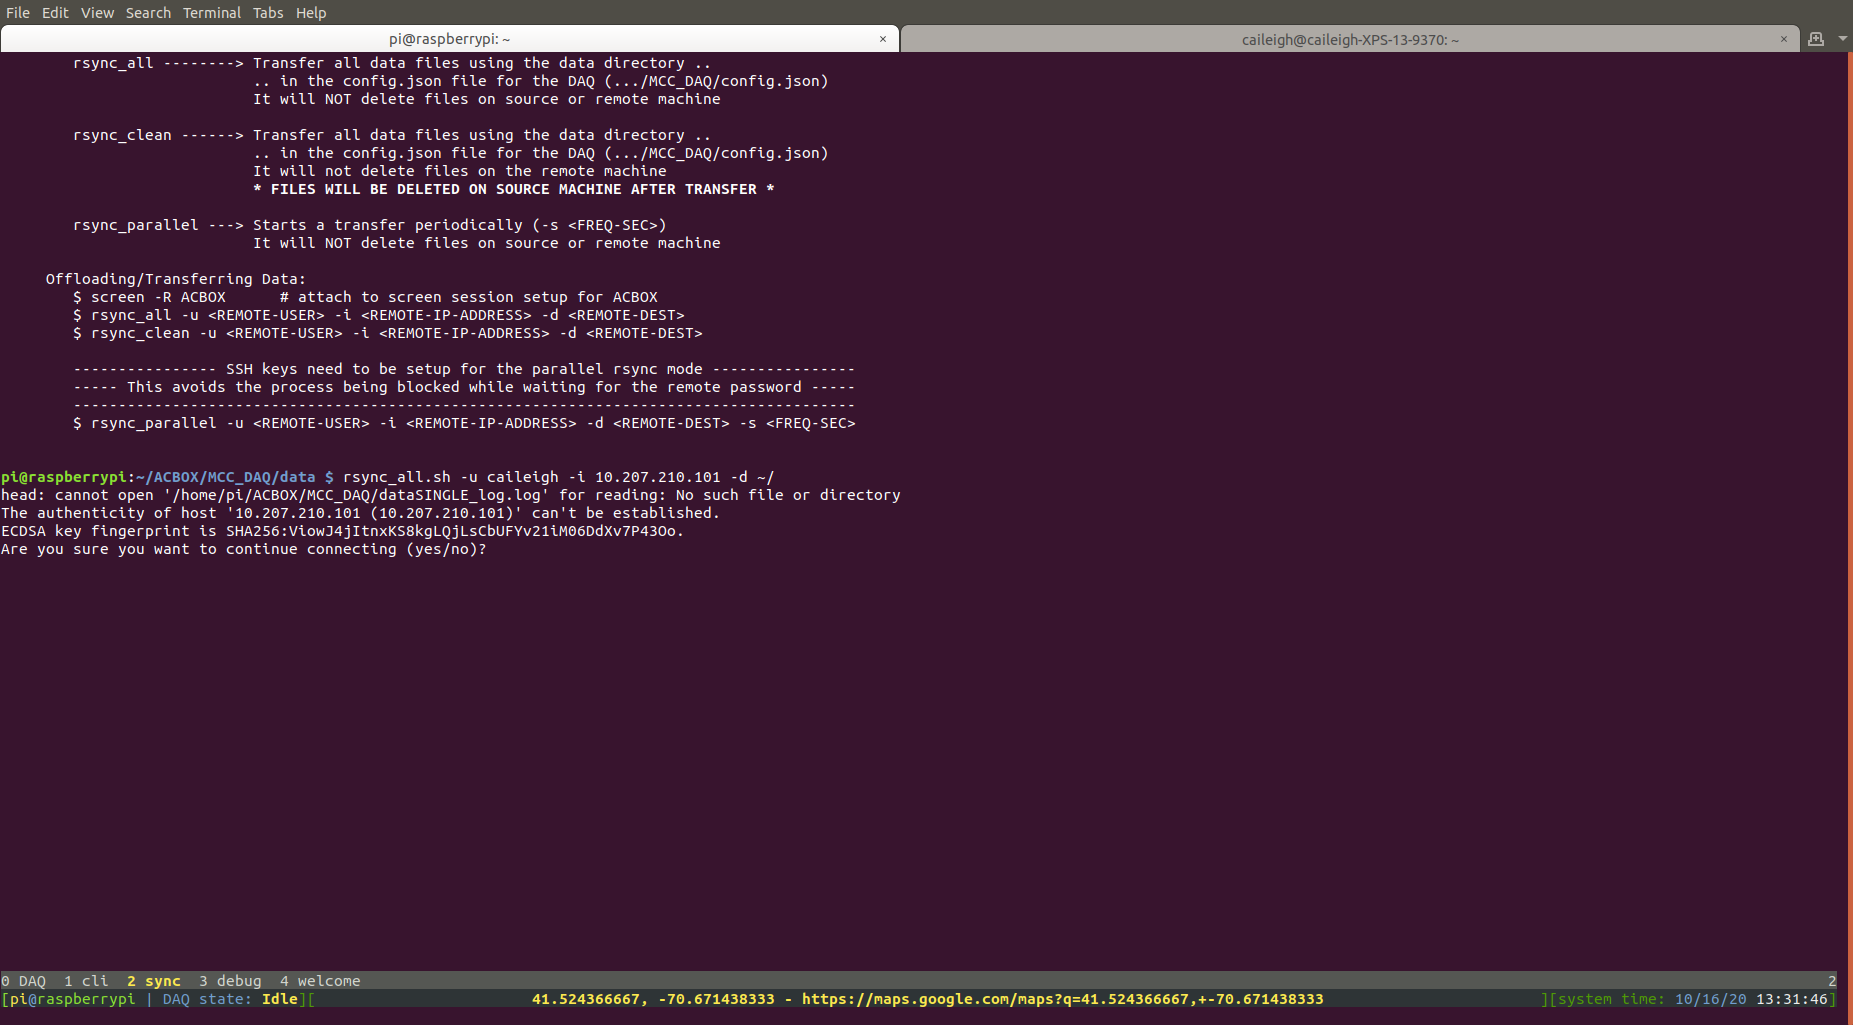 File Edit View Search Terminal Tabs Help
pi@raspberrypi: ~ ×
caileigh@caileigh-XPS-13-9370: ~ ×
rsync_all --------> Transfer all data files using the data directory ..
.. in the config.json file for the DAQ (.../MCC_DAQ/config.json)
It will NOT delete files on source or remote machine
rsync_clean ------> Transfer all data files using the data directory ..
.. in the config.json file for the DAQ (.../MCC_DAQ/config.json)
It will not delete files on the remote machine
* FILES WILL BE DELETED ON SOURCE MACHINE AFTER TRANSFER *
rsync_parallel ---> Starts a transfer periodically (-s <FREQ-SEC>)
It will NOT delete files on source or remote machine
Offloading/Transferring Data:
$ screen -R ACBOX      # attach to screen session setup for ACBOX
$ rsync_all -u <REMOTE-USER> -i <REMOTE-IP-ADDRESS> -d <REMOTE-DEST>
$ rsync_clean -u <REMOTE-USER> -i <REMOTE-IP-ADDRESS> -d <REMOTE-DEST>
---------------- SSH keys need to be setup for the parallel rsync mode ----------------
----- This avoids the process being blocked while waiting for the remote password -----
---------------------------------------------------------------------------------------
$ rsync_parallel -u <REMOTE-USER> -i <REMOTE-IP-ADDRESS> -d <REMOTE-DEST> -s <FREQ-SEC>
pi@raspberrypi:~/ACBOX/MCC_DAQ/data $ rsync_all.sh -u caileigh -i 10.207.210.101 -d ~/
head: cannot open '/home/pi/ACBOX/MCC_DAQ/dataSINGLE_log.log' for reading: No such file or directory
The authenticity of host '10.207.210.101 (10.207.210.101)' can't be established.
ECDSA key fingerprint is SHA256:ViowJ4jItnxKS8kgLQjLsCbUFYv21iM06DdXv7P43Oo.
Are you sure you want to continue connecting (yes/no)?
0 DAQ  1 cli  2 sync  3 debug  4 welcome 2
[pi@raspberrypi | DAQ state: Idle][ 41.524366667, -70.671438333 - https://maps.google.com/maps?q=41.524366667,+-70.671438333 ][system time: 10/16/20 13:31:46]